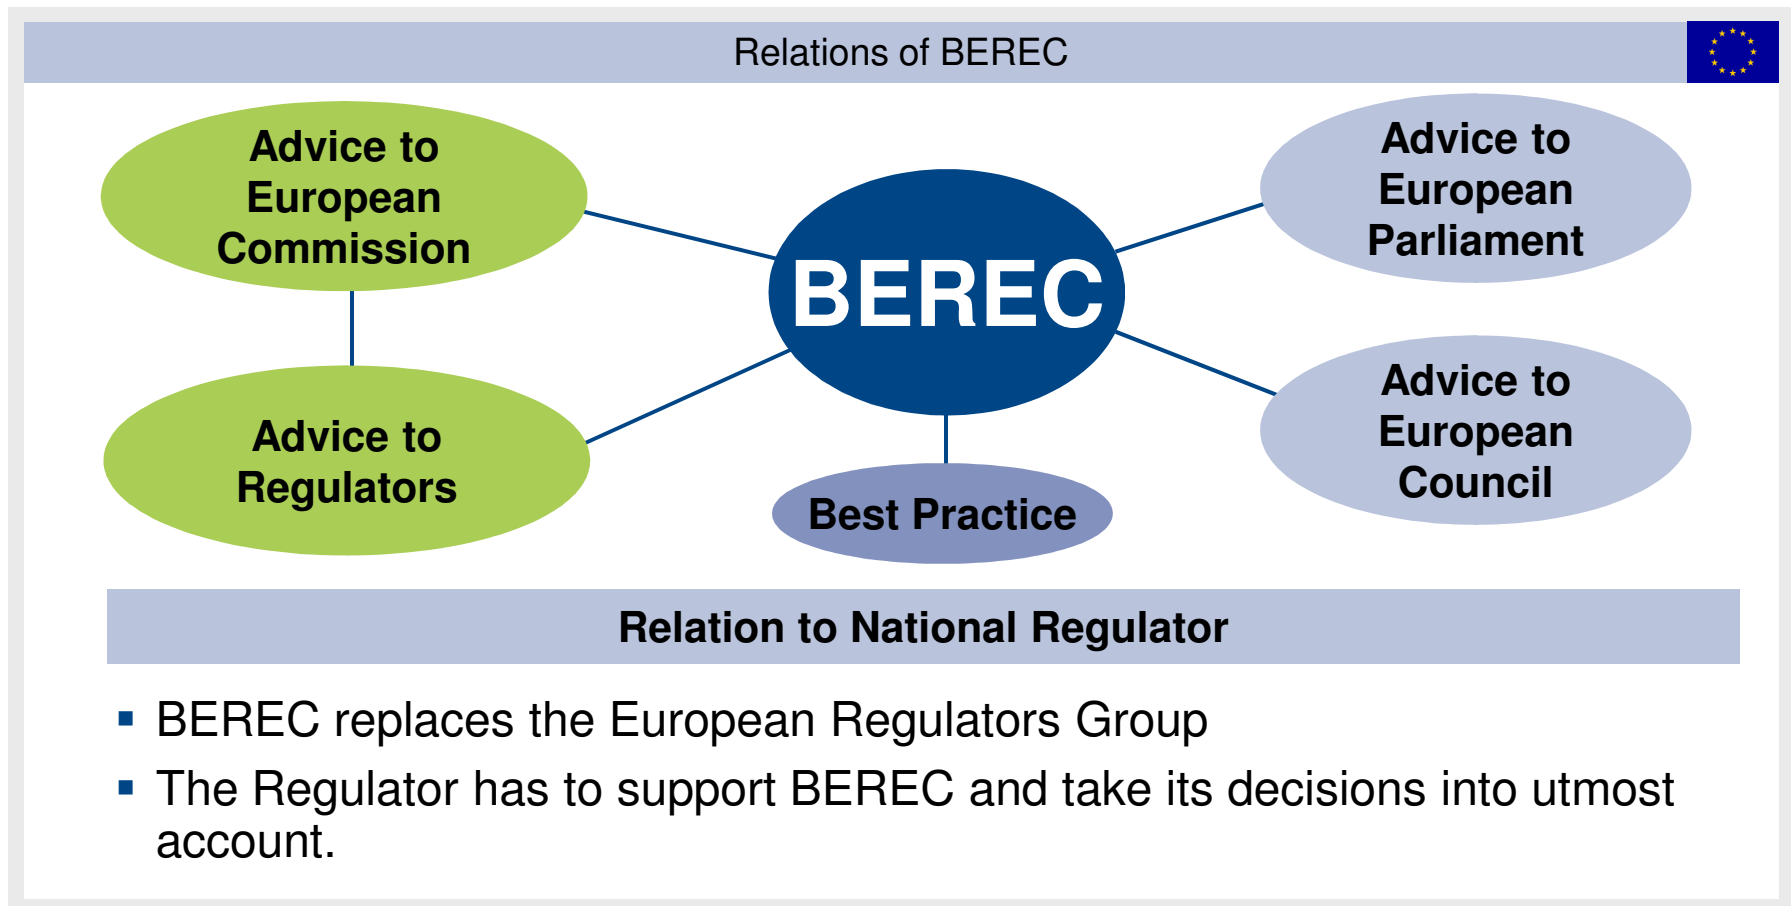 Relations of BEREC
Advice to
European
Commission
Advice to
European
Parliament
BEREC
Advice to
Regulators
Advice to
European
Council
Best Practice
Relation to National Regulator
▪ BEREC replaces the European Regulators Group
▪ The Regulator has to support BEREC and take its decisions into utmost
account.